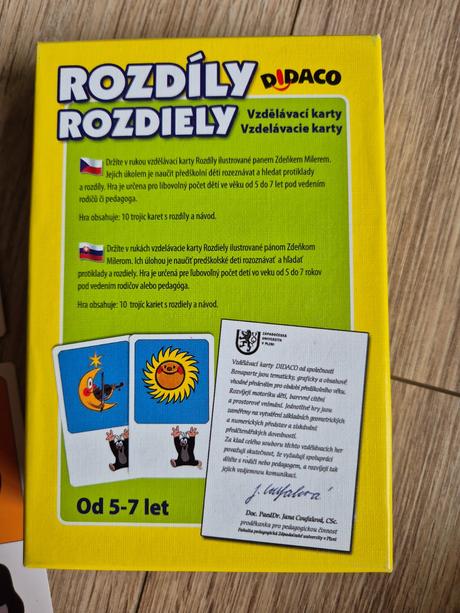 ROZDÍLY DIDACO
ROZDIELY Vzdělávací karty
Vzdelávacie karty
Držíte v rukou vzdělávací karty Rozdíly ilustrované panem Zdeňkem Milerem.
Jejich úkolem je naučit předškolní děti rozeznávat a hledat protiklady
a rozdíly. Hra je určena pro libovolný počet dětí ve věku od 5 do 7 let pod vedením
rodičů či pedagoga.
Hra obsahuje: 10 trojic karet s rozdíly a návod.
Držíte v rukách vzdelávacie karty Rozdiely ilustrované pánom Zdeňkom
Milerom. Ich úlohou je naučiť predškolské deti rozoznávať a hľadať
protiklady a rozdiely. Hra je určená pre ľubovoľný počet detí vo veku od 5 do 7 rokov
pod vedením rodičov alebo pedagóga.
Hra obsahuje: 10 trojíc kariet s rozdiely a návod.
ZÁPADOČESKÁ
UNIVERZITA
V PLZNI
Vzdělávací karty DIDACO od společnosti
Bonaparte jsou tematicky, graficky a obsahově
vhodné především pro období předškolního věku.
Rozvíjejí motoriku dětí, barevné cítění
a prostorové vnímání. Jednotlivé hry jsou
zaměřeny na vytváření základních geometrických
a numerických představ a získávání
předčtenářských dovedností.
Za klad celého souboru těchto vzdělávacích her
považuji skutečnost, že vyžadují spolupráci
dítěte s rodiči nebo pedagogem, a rozvíjejí tak
jejich vzájemnou komunikaci.
J. Coufalová
Doc. PaedDr. Jana Coufalová, CSc.
proděkanka pro pedagogickou činnost
Fakulta pedagogická Západočeské univerzity v Plzni
Od 5-7 let